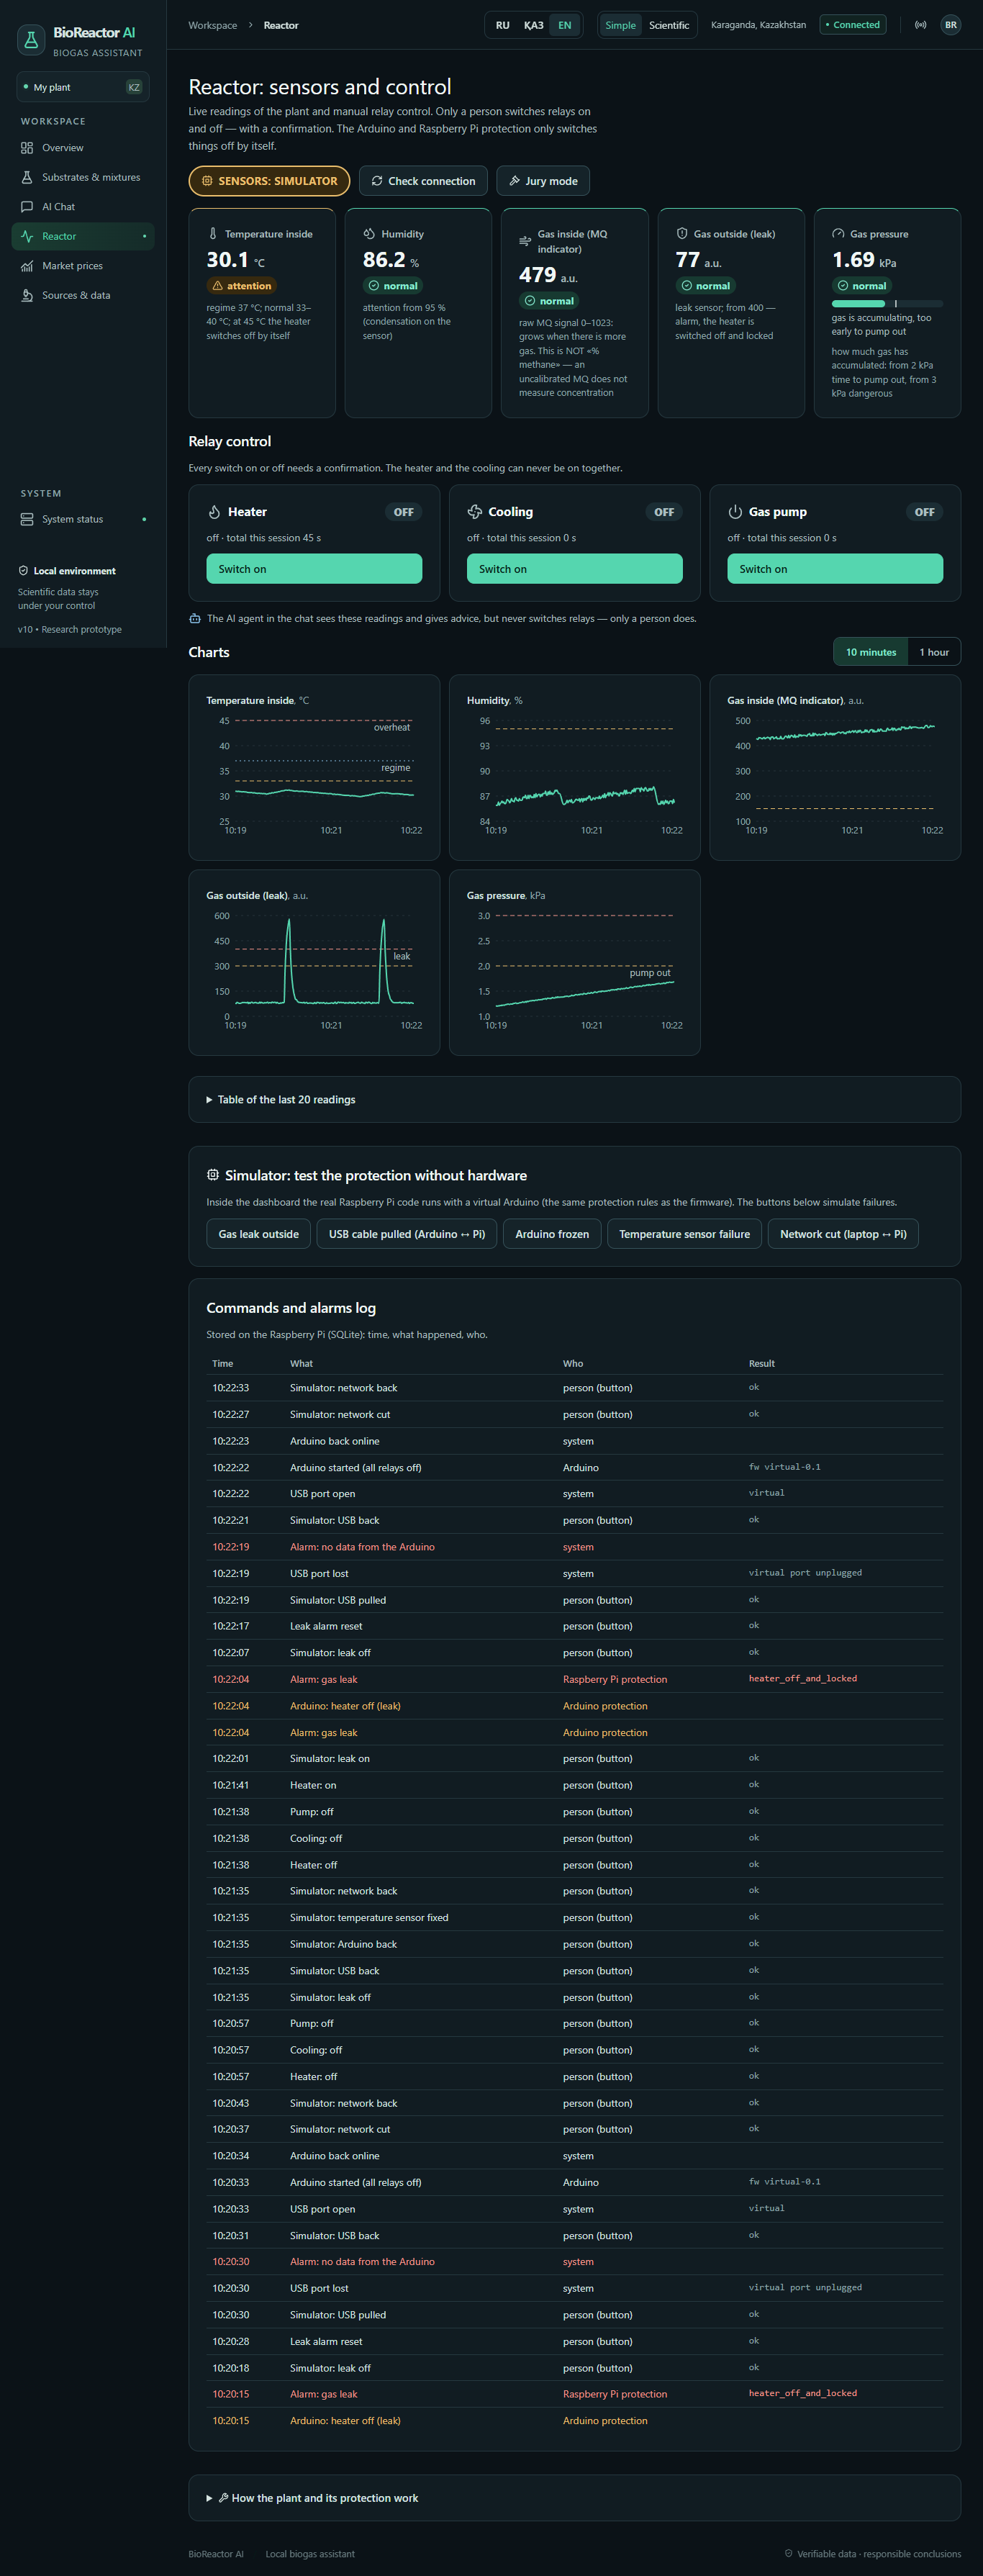 BioReactor AI
BIOGAS ASSISTANT
My plant KZ
WORKSPACE
Overview
Substrates & mixtures
AI Chat
Reactor
Market prices
Sources & data
SYSTEM
System status
Local environment
Scientific data stays
under your control
v10 • Research prototype
Workspace > Reactor
RU ҚАЗ EN
Simple Scientific
Karaganda, Kazakhstan
• Connected
BR
Reactor: sensors and control
Live readings of the plant and manual relay control. Only a person switches relays on
and off — with a confirmation. The Arduino and Raspberry Pi protection only switches
things off by itself.
SENSORS: SIMULATOR
Check connection
Jury mode
Temperature inside
30.1 °C
attention
regime 37 °C; normal 33–
40 °C; at 45 °C the heater
switches off by itself
Humidity
86.2 %
normal
attention from 95 %
(condensation on the
sensor)
Gas inside (MQ
indicator)
479 a.u.
normal
raw MQ signal 0–1023:
grows when there is more
gas. This is NOT «%
methane» — an
uncalibrated MQ does not
measure concentration
Gas outside (leak)
77 a.u.
normal
leak sensor; from 400 —
alarm, the heater is
switched off and locked
Gas pressure
1.69 kPa
normal
gas is accumulating, too
early to pump out
how much gas has
accumulated: from 2 kPa
time to pump out, from 3
kPa dangerous
Relay control
Every switch on or off needs a confirmation. The heater and the cooling can never be on together.
Heater OFF
off · total this session 45 s
Switch on
Cooling OFF
off · total this session 0 s
Switch on
Gas pump OFF
off · total this session 0 s
Switch on
The AI agent in the chat sees these readings and gives advice, but never switches relays — only a person does.
Charts
10 minutes 1 hour
Temperature inside, °C
45
overheat
40
35
regime
30
25
10:19 10:21 10:22
Humidity, %
96
93
90
87
84
10:19 10:21 10:22
Gas inside (MQ indicator), a.u.
500
400
300
200
100
10:19 10:21 10:22
Gas outside (leak), a.u.
600
450
leak
300
150
0
10:19 10:21 10:22
Gas pressure, kPa
3.0
2.5
2.0
pump out
1.5
1.0
10:19 10:21 10:22
Table of the last 20 readings
Simulator: test the protection without hardware
Inside the dashboard the real Raspberry Pi code runs with a virtual Arduino (the same protection rules as the firmware). The buttons below simulate failures.
Gas leak outside
USB cable pulled (Arduino ↔ Pi)
Arduino frozen
Temperature sensor failure
Network cut (laptop ↔ Pi)
Commands and alarms log
Stored on the Raspberry Pi (SQLite): time, what happened, who.
Time What Who Result
10:22:33 Simulator: network back person (button) ok
10:22:27 Simulator: network cut person (button) ok
10:22:23 Arduino back online system
10:22:22 Arduino started (all relays off) Arduino fw virtual-0.1
10:22:22 USB port open system virtual
10:22:21 Simulator: USB back person (button) ok
10:22:19 Alarm: no data from the Arduino system
10:22:19 USB port lost system virtual port unplugged
10:22:19 Simulator: USB pulled person (button) ok
10:22:17 Leak alarm reset person (button) ok
10:22:07 Simulator: leak off person (button) ok
10:22:04 Alarm: gas leak Raspberry Pi protection heater_off_and_locked
10:22:04 Arduino: heater off (leak) Arduino protection
10:22:04 Alarm: gas leak Arduino protection
10:22:01 Simulator: leak on person (button) ok
10:21:41 Heater: on person (button) ok
10:21:38 Pump: off person (button) ok
10:21:38 Cooling: off person (button) ok
10:21:38 Heater: off person (button) ok
10:21:35 Simulator: network back person (button) ok
10:21:35 Simulator: temperature sensor fixed person (button) ok
10:21:35 Simulator: Arduino back person (button) ok
10:21:35 Simulator: USB back person (button) ok
10:21:35 Simulator: leak off person (button) ok
10:20:57 Pump: off person (button) ok
10:20:57 Cooling: off person (button) ok
10:20:57 Heater: off person (button) ok
10:20:43 Simulator: network back person (button) ok
10:20:37 Simulator: network cut person (button) ok
10:20:34 Arduino back online system
10:20:33 Arduino started (all relays off) Arduino fw virtual-0.1
10:20:33 USB port open system virtual
10:20:31 Simulator: USB back person (button) ok
10:20:30 Alarm: no data from the Arduino system
10:20:30 USB port lost system virtual port unplugged
10:20:30 Simulator: USB pulled person (button) ok
10:20:28 Leak alarm reset person (button) ok
10:20:18 Simulator: leak off person (button) ok
10:20:15 Alarm: gas leak Raspberry Pi protection heater_off_and_locked
10:20:15 Arduino: heater off (leak) Arduino protection
How the plant and its protection work
BioReactor AI Local biogas assistant
Verifiable data · responsible conclusions